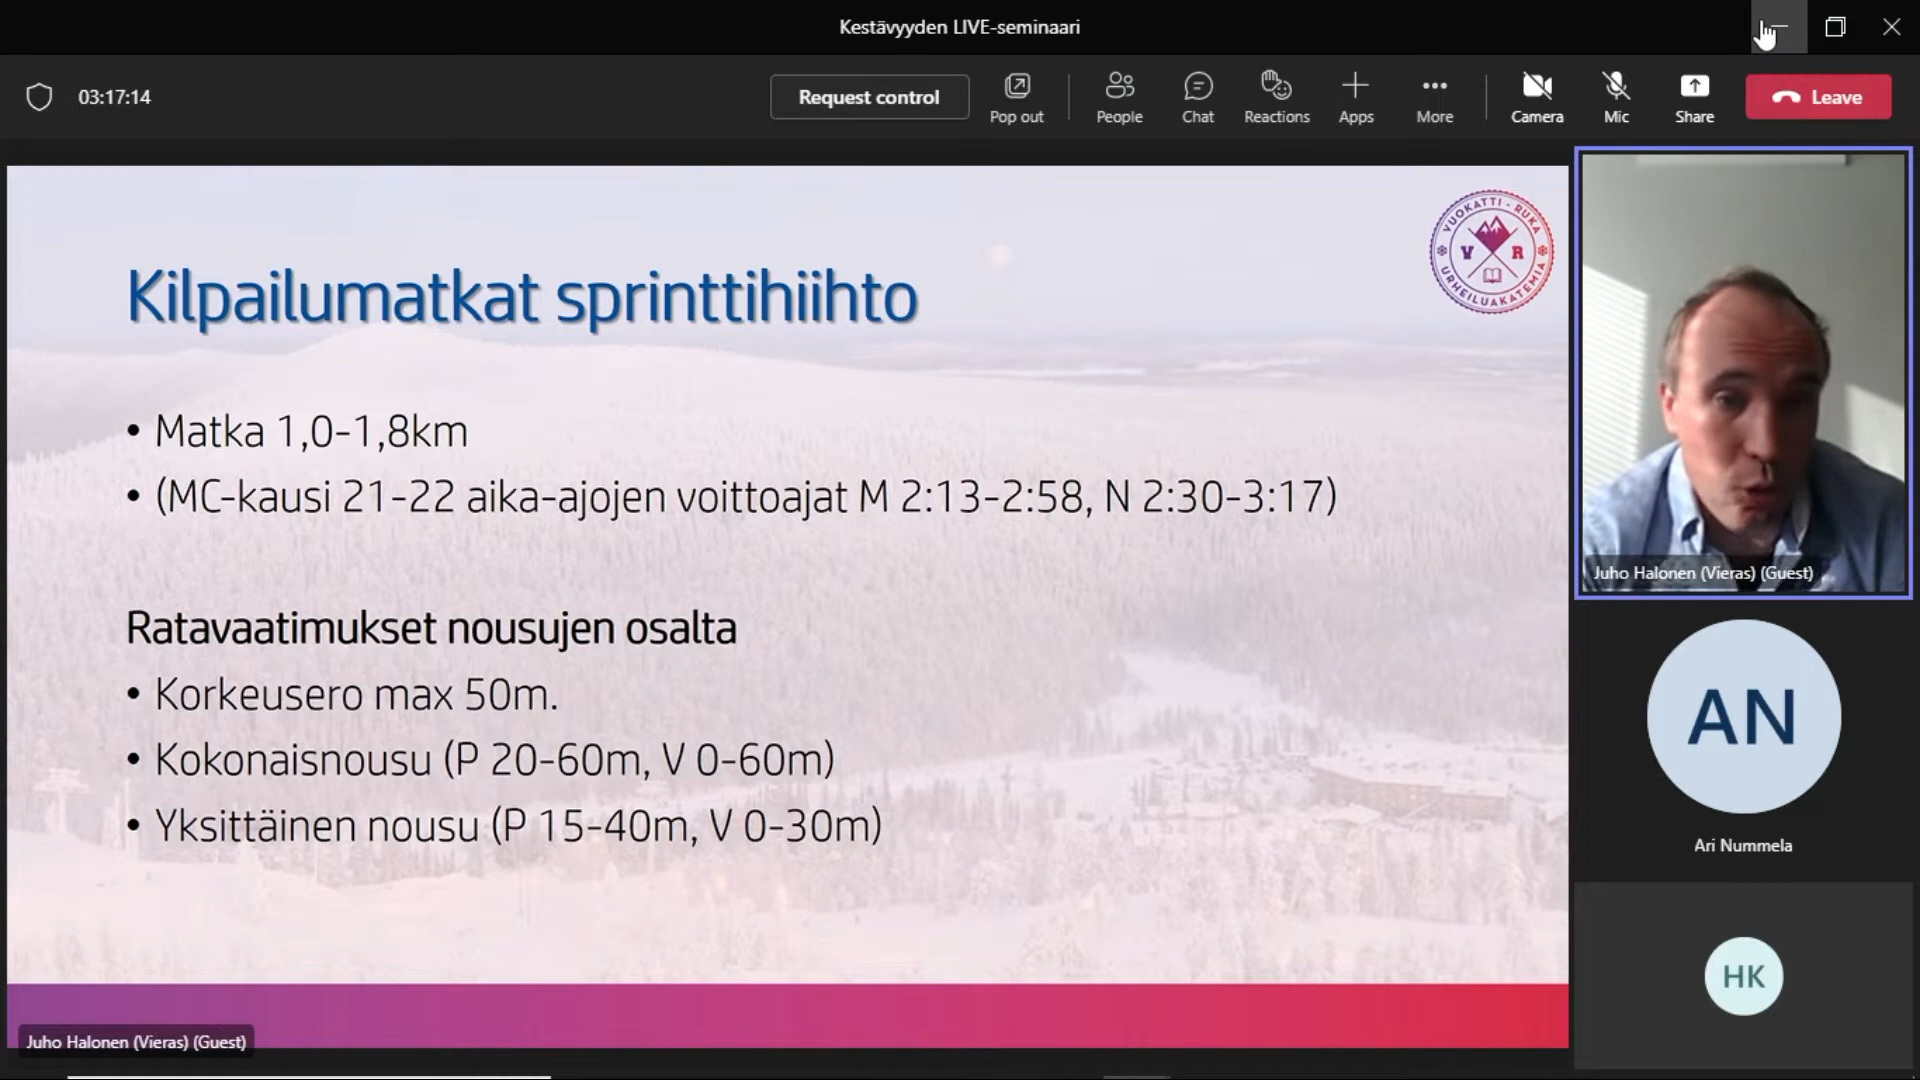 Kestävyyden LIVE-seminaari
03:17:14
Request control
Pop out
People
Chat
Reactions
Apps
More
Camera
Mic
Share
Leave
VUOKATTI - RUKA
V R
URHEILUAKATEMIA
Kilpailumatkat sprinttihiihto
• Matka 1,0-1,8km
• (MC-kausi 21-22 aika-ajojen voittoajat M 2:13-2:58, N 2:30-3:17)
Ratavaatimukset nousujen osalta
• Korkeusero max 50m.
• Kokonaisnousu (P 20-60m, V 0-60m)
• Yksittäinen nousu (P 15-40m, V 0-30m)
Juho Halonen (Vieras) (Guest)
Juho Halonen (Vieras) (Guest)
AN
Ari Nummela
HK